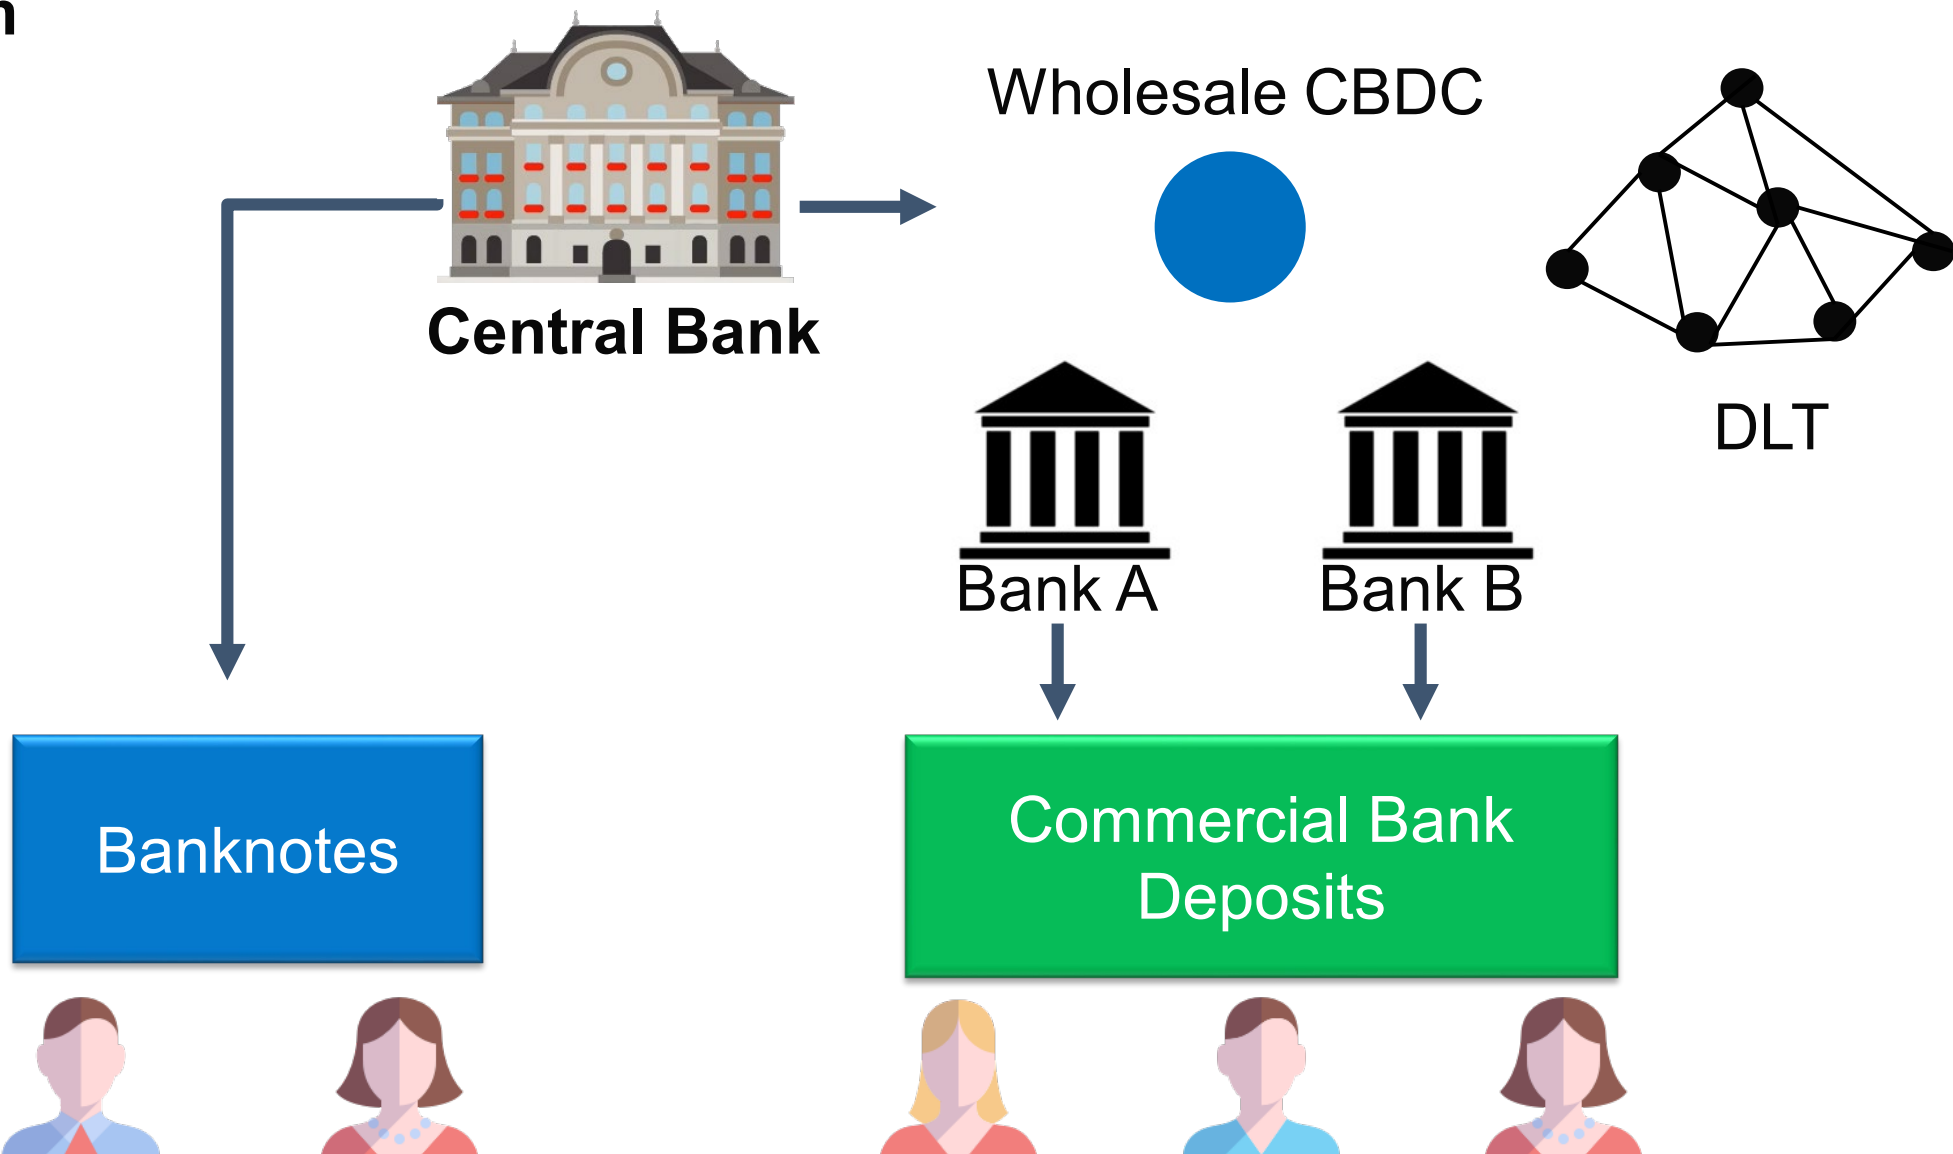 Wholesale CBDC
Central Bank
DLT
Bank A
Bank B
Banknotes
Commercial Bank
Deposits